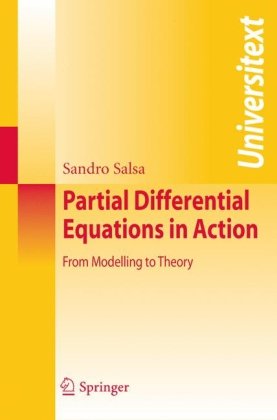 Universitext
Sandro Salsa
Partial Differential
Equations in Action
From Modelling to Theory
Springer